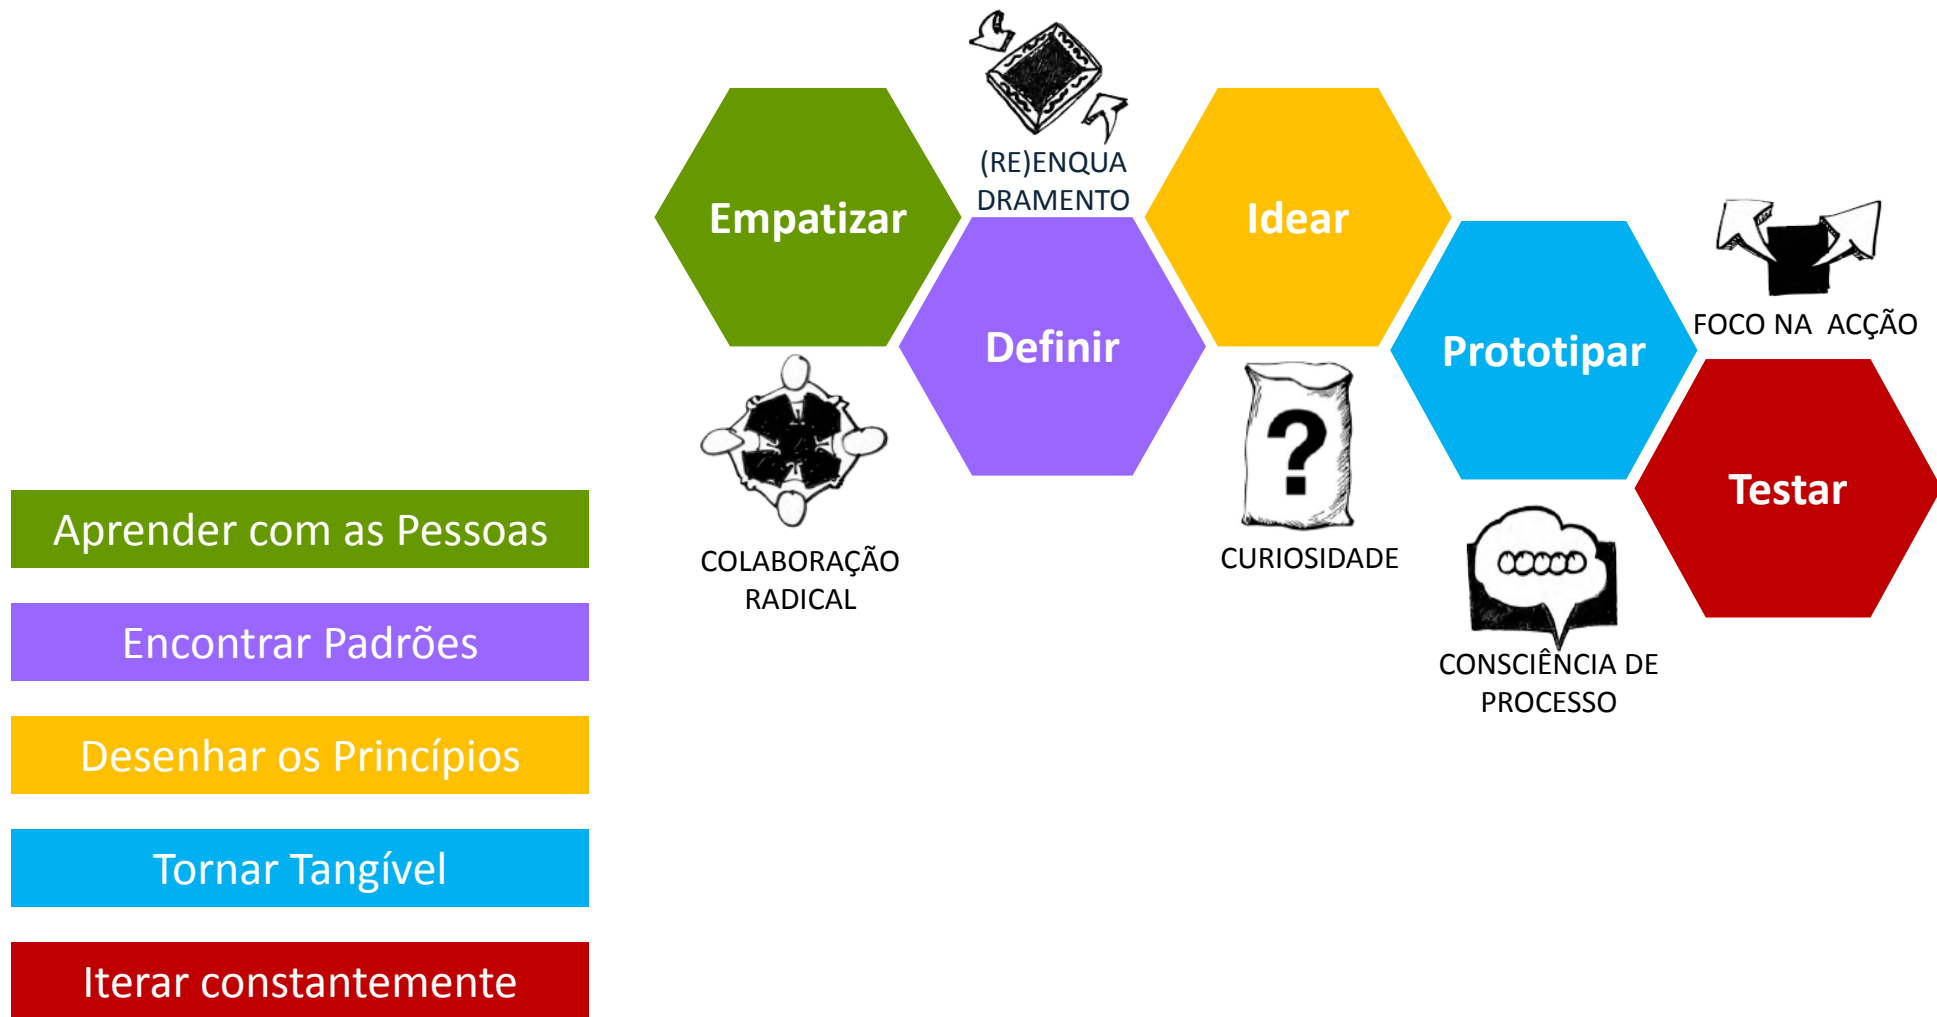 (RE)ENQUA
DRAMENTO
Empatizar
Idear
Definir
Prototipar
FOCO NA  ACÇÃO
Testar
?
COLABORAÇÃO
RADICAL
CURIOSIDADE
CONSCIÊNCIA DE
PROCESSO
Aprender com as Pessoas
Encontrar Padrões
Desenhar os Princípios
Tornar Tangível
Iterar constantemente